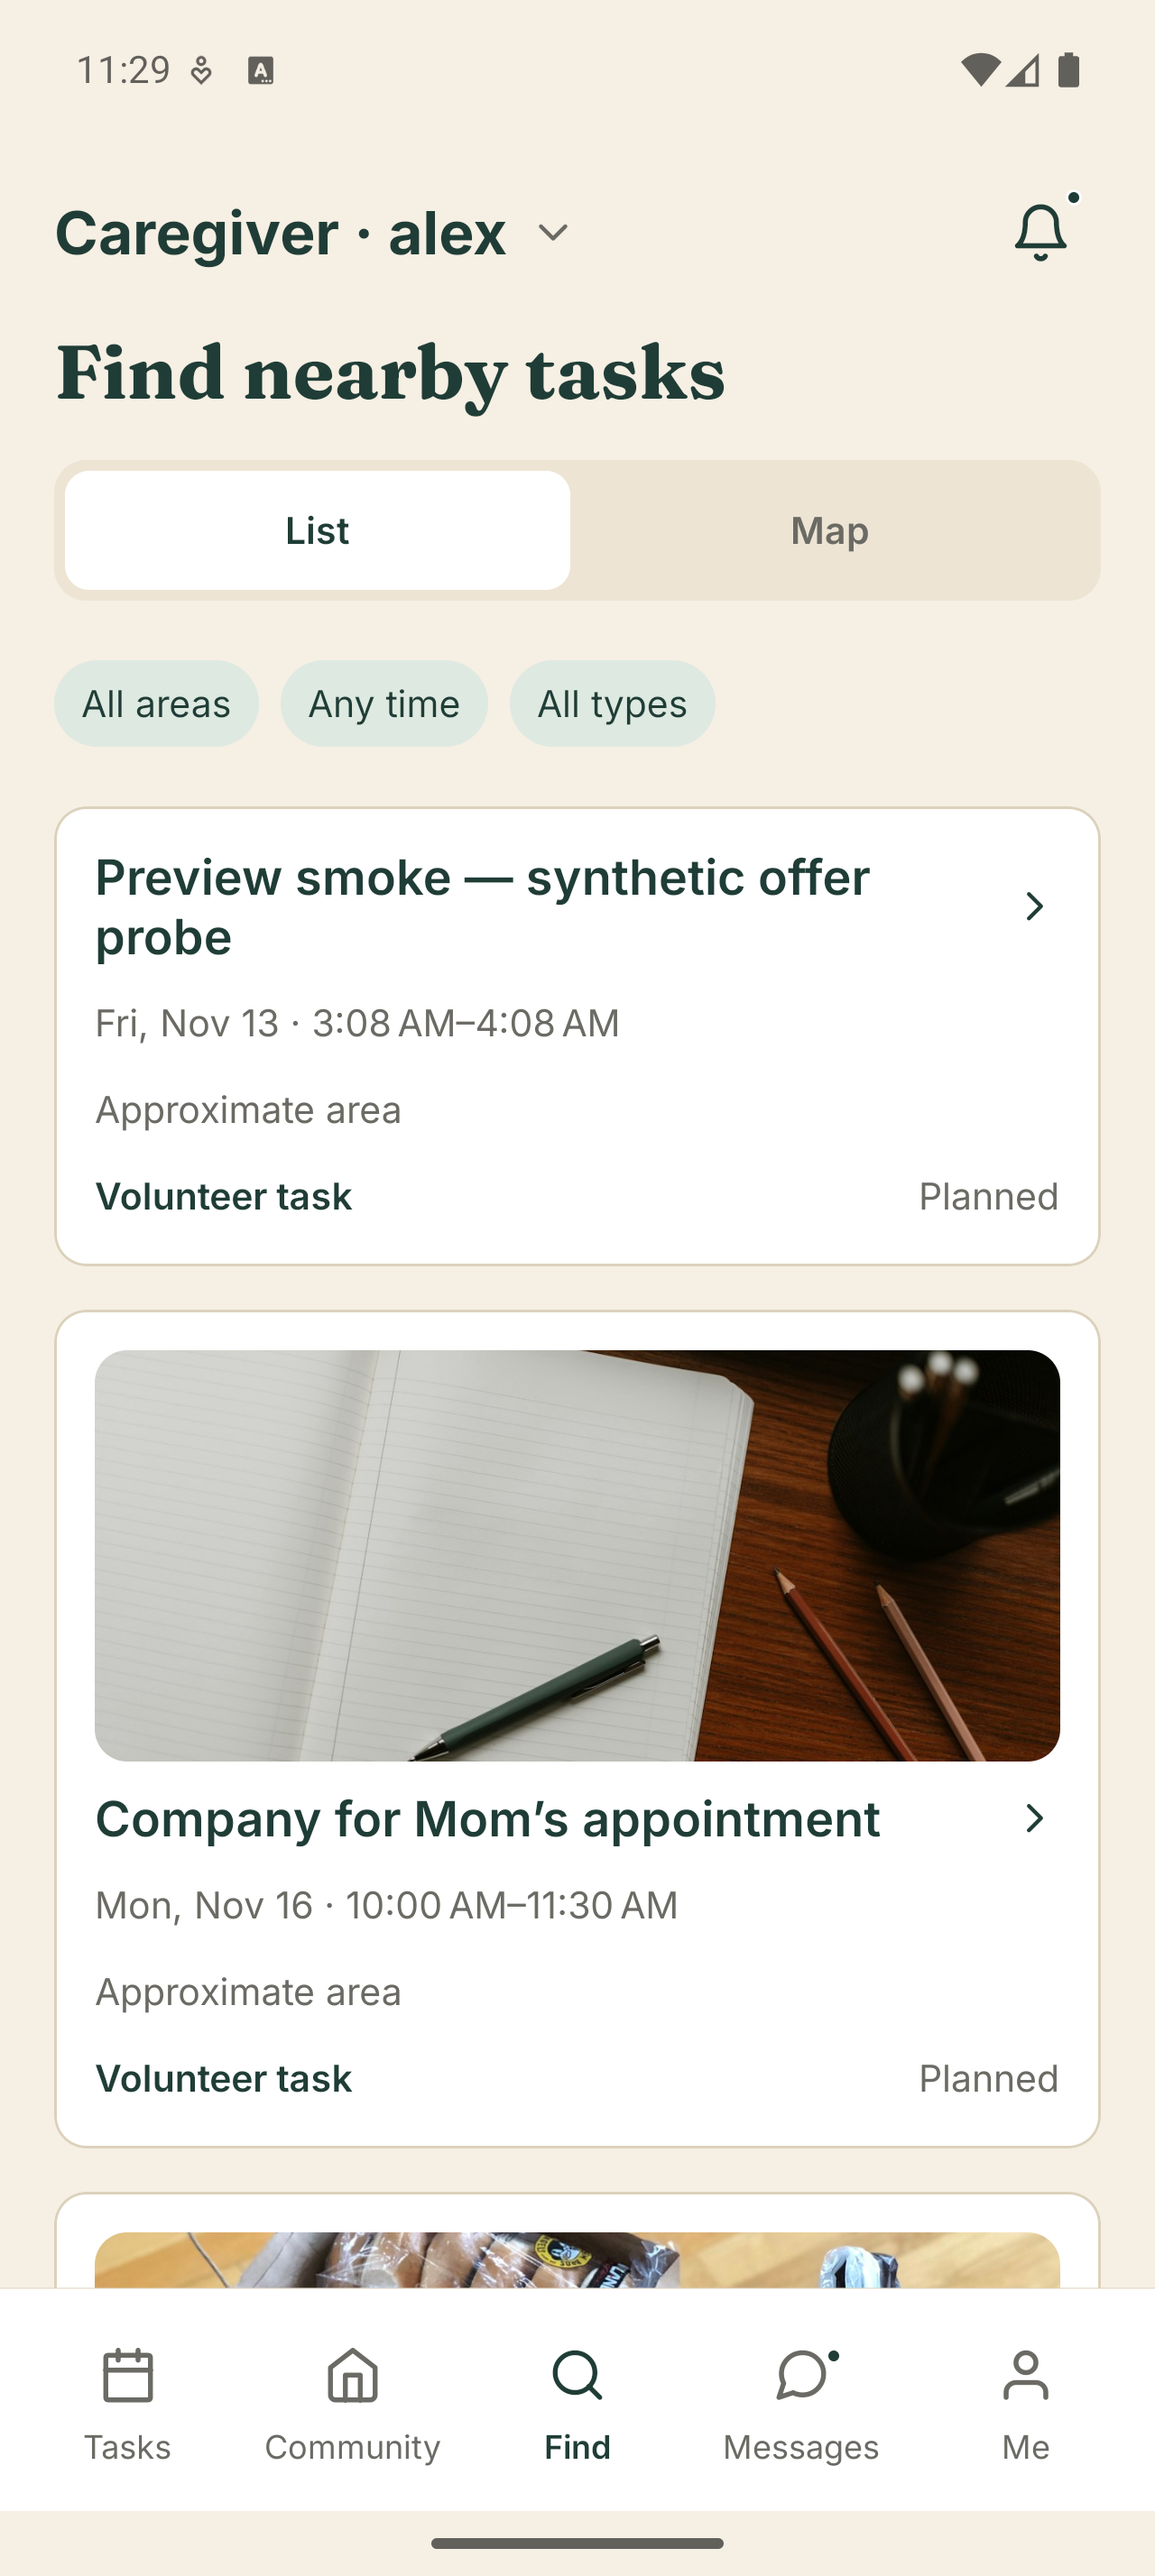 11:29
Caregiver · alex
Find nearby tasks
List
Map
All areas
Any time
All types
Preview smoke — synthetic offer
probe
Fri, Nov 13 · 3:08 AM–4:08 AM
Approximate area
Volunteer task
Planned
Company for Mom’s appointment
Mon, Nov 16 · 10:00 AM–11:30 AM
Approximate area
Volunteer task
Planned
Tasks
Community
Find
Messages
Me